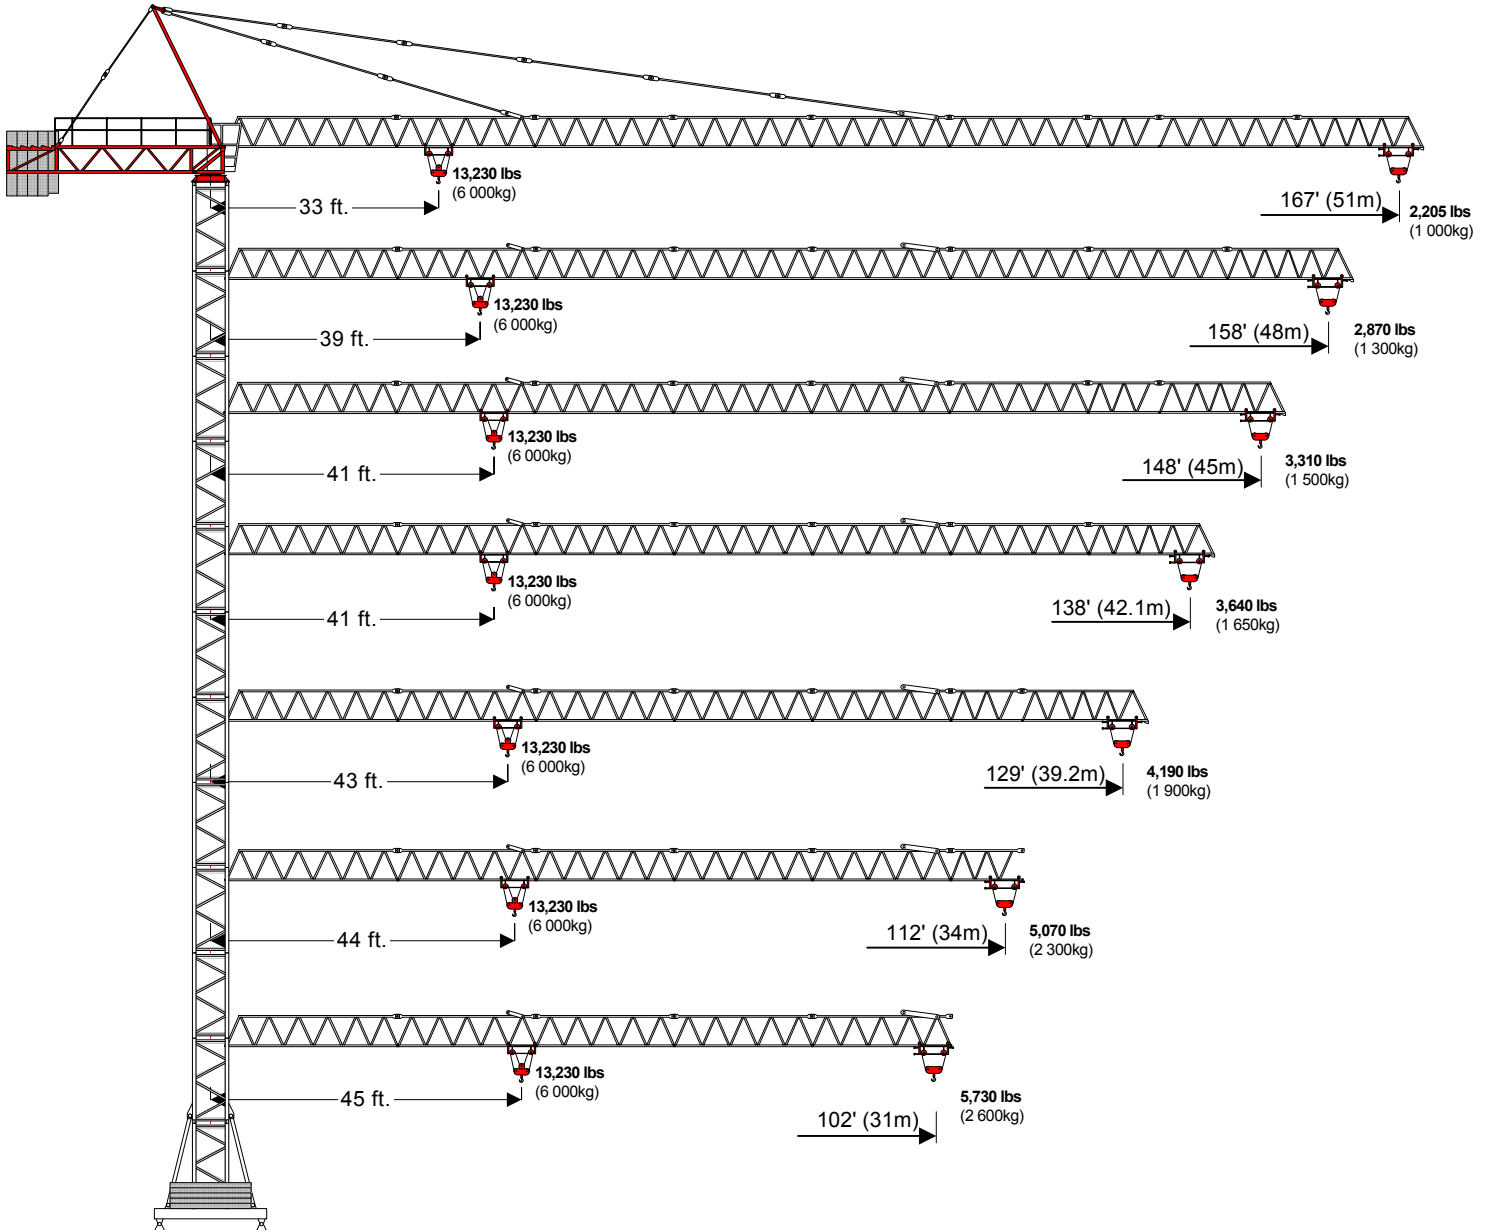 13,230 lbs
(6 000kg)
33 ft.
167' (51m)
2,205 lbs
(1 000kg)
13,230 lbs
(6 000kg)
39 ft.
158' (48m)
2,870 lbs
(1 300kg)
13,230 lbs
(6 000kg)
41 ft.
148' (45m)
3,310 lbs
(1 500kg)
13,230 lbs
(6 000kg)
41 ft.
138' (42.1m)
3,640 lbs
(1 650kg)
13,230 lbs
(6 000kg)
43 ft.
129' (39.2m)
4,190 lbs
(1 900kg)
13,230 lbs
(6 000kg)
44 ft.
112' (34m)
5,070 lbs
(2 300kg)
13,230 lbs
(6 000kg)
45 ft.
102' (31m)
5,730 lbs
(2 600kg)